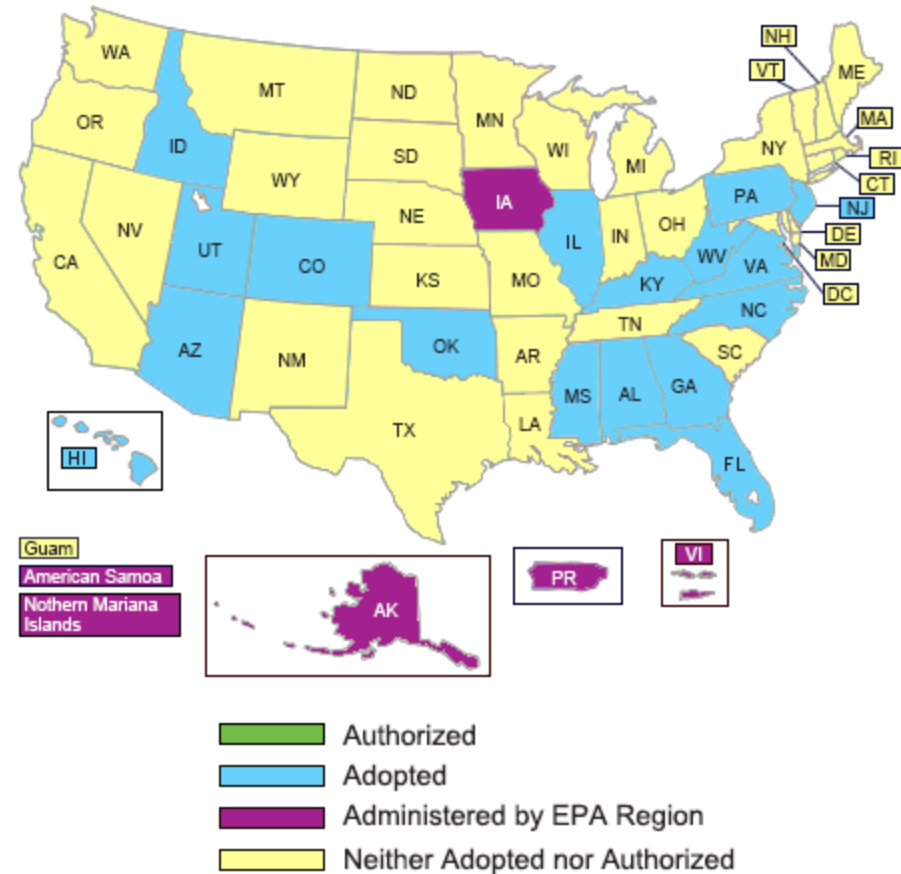 NH
WA
VT
ME
MT
ND
OR
MN
MA
ID
SD
WI
NY
RI
WY
MI
CT
IA
PA
NJ
NE
NV
OH
IN
DE
UT
IL
CO
WV
MD
CA
VA
KS
MO
KY
DC
NC
TN
AZ
OK
NM
AR
SC
MS
AL
GA
TX
LA
HI
FL
Guam
American Samoa
Nothern Mariana
Islands
AK
PR
VI
Authorized
Adopted
Administered by EPA Region
Neither Adopted nor Authorized